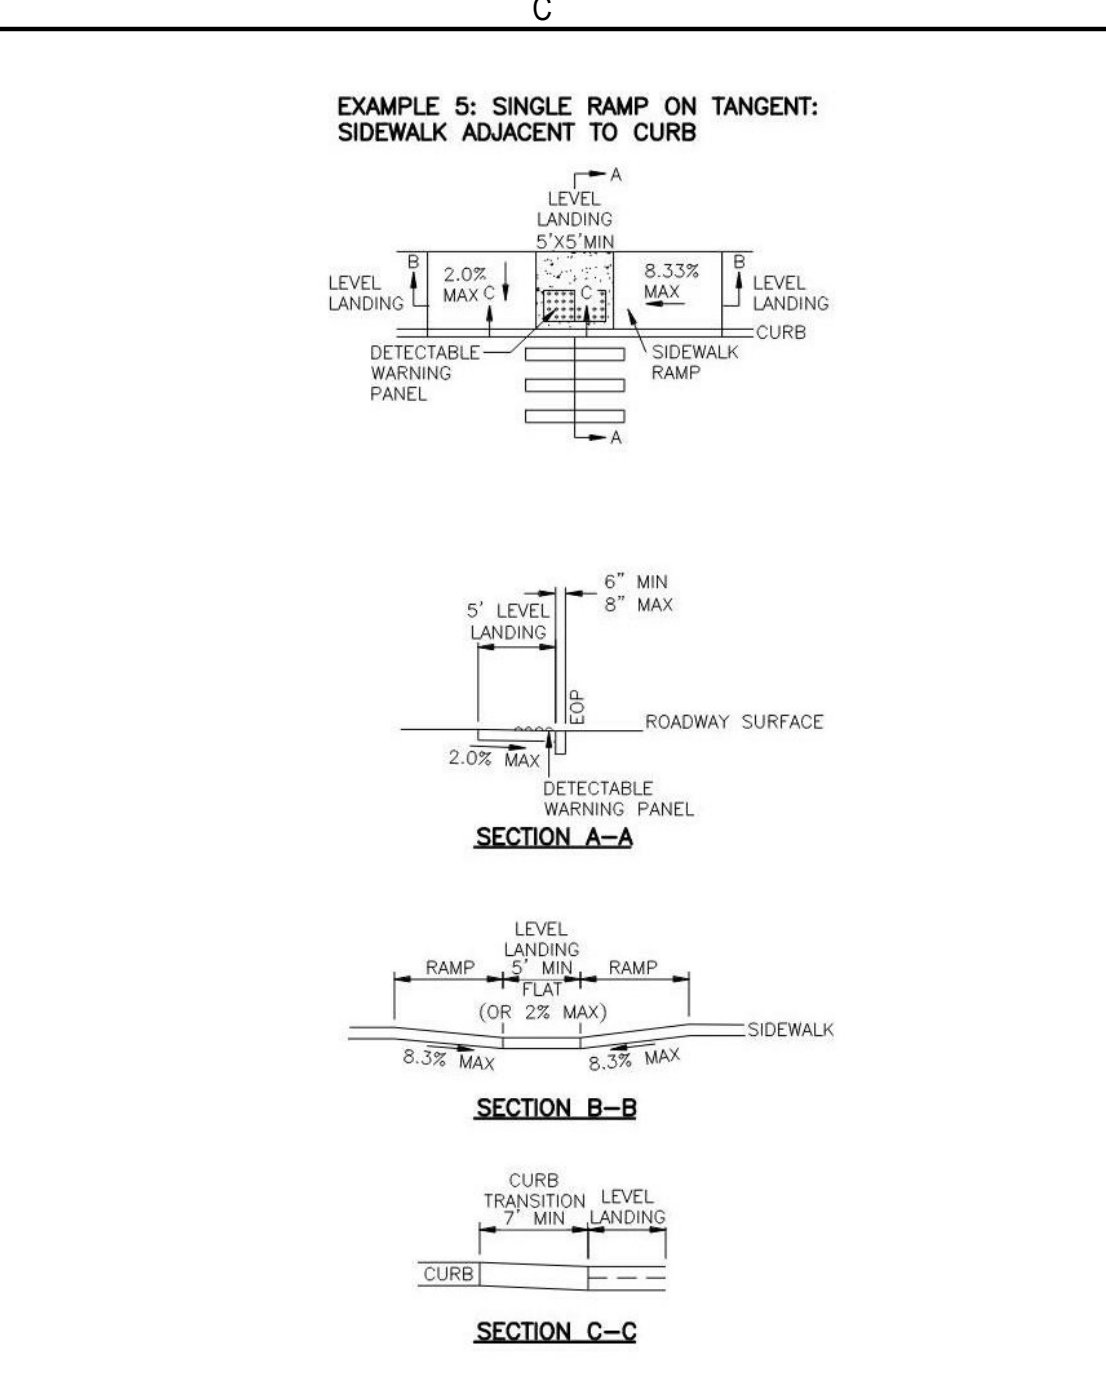 C
EXAMPLE 5: SINGLE RAMP ON TANGENT:
SIDEWALK ADJACENT TO CURB
A
LEVEL
LANDING
5'X5'MIN
B
LEVEL
LANDING
2.0%
MAX
C
C
8.33%
MAX
B
LEVEL
LANDING
CURB
DETECTABLE
WARNING
PANEL
SIDEWALK
RAMP
A
6" MIN
8" MAX
5' LEVEL
LANDING
EOP
ROADWAY SURFACE
2.0% MAX
DETECTABLE
WARNING PANEL
SECTION A-A
LEVEL
LANDING
RAMP
5' MIN
RAMP
FLAT
(OR 2% MAX)
SIDEWALK
8.3% MAX
8.3% MAX
SECTION B-B
CURB
TRANSITION
7' MIN
LEVEL
LANDING
CURB
SECTION C-C